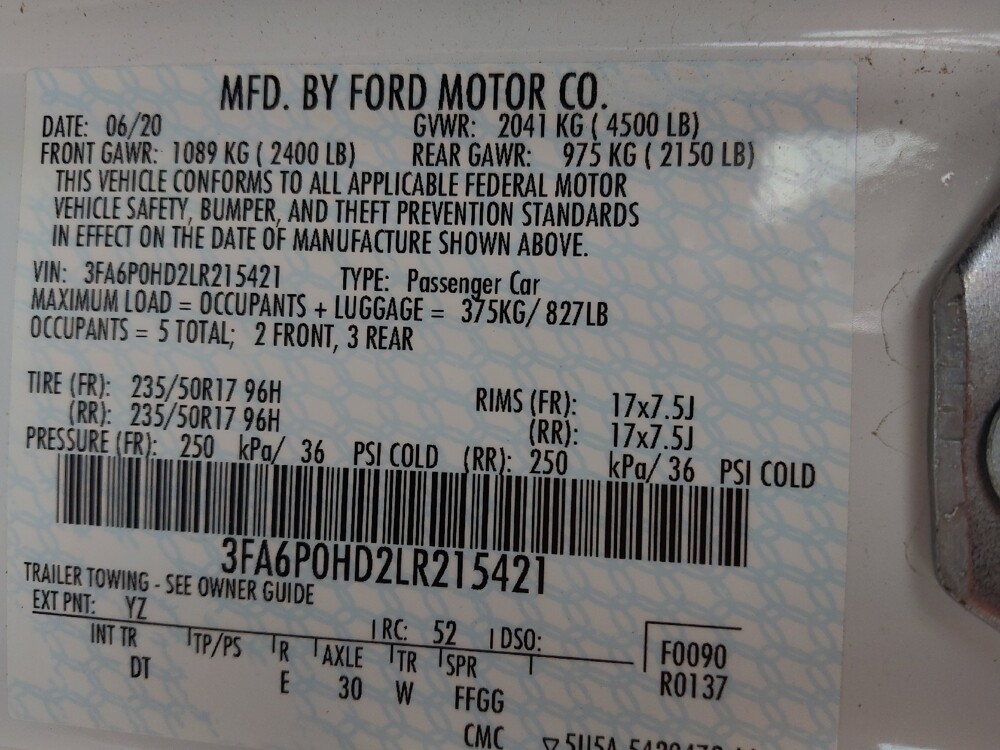 MFD. BY FORD MOTOR CO.
DATE: 06/20 GVWR: 2041 KG ( 4500 LB)
FRONT GAWR: 1089 KG ( 2400 LB) REAR GAWR: 975 KG ( 2150 LB)
THIS VEHICLE CONFORMS TO ALL APPLICABLE FEDERAL MOTOR
VEHICLE SAFETY, BUMPER, AND THEFT PREVENTION STANDARDS
IN EFFECT ON THE DATE OF MANUFACTURE SHOWN ABOVE.
VIN: 3FA6P0HD2LR215421 TYPE: Passenger Car
MAXIMUM LOAD = OCCUPANTS + LUGGAGE = 375KG/ 827LB
OCCUPANTS = 5 TOTAL; 2 FRONT, 3 REAR
TIRE (FR): 235/50R17 96H RIMS (FR): 17x7.5J
(RR): 235/50R17 96H (RR): 17x7.5J
PRESSURE (FR): 250 kPa/ 36 PSI COLD (RR): 250 kPa/ 36 PSI COLD
3FA6P0HD2LR215421
TRAILER TOWING - SEE OWNER GUIDE
EXT PNT: YZ RC: 52 DSO:
INT TR TP/PS R AXLE TR SPR F0090
DT E 30 W FFGG R0137
CMC